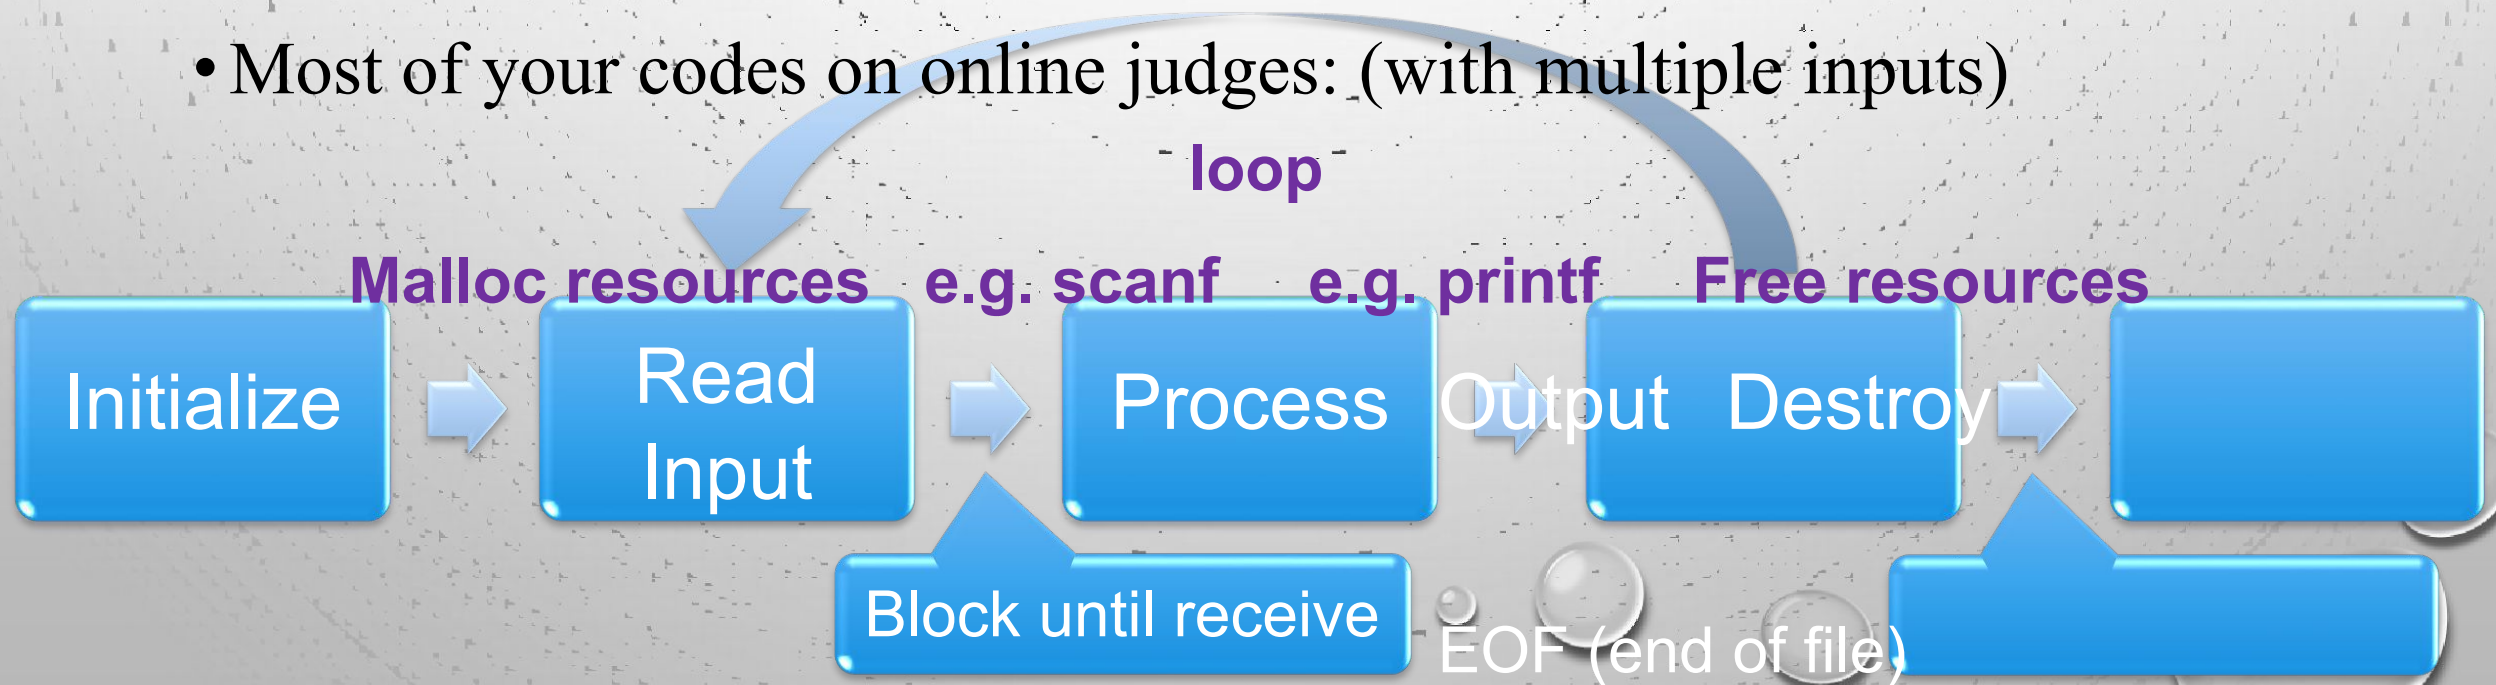 • Most of your codes on online judges: (with multiple inputs)
loop
Malloc resources e.g. scanf e.g. printf Free resources
Initialize
Read
Input
Process Output Destroy
Block until receive
EOF (end of file)